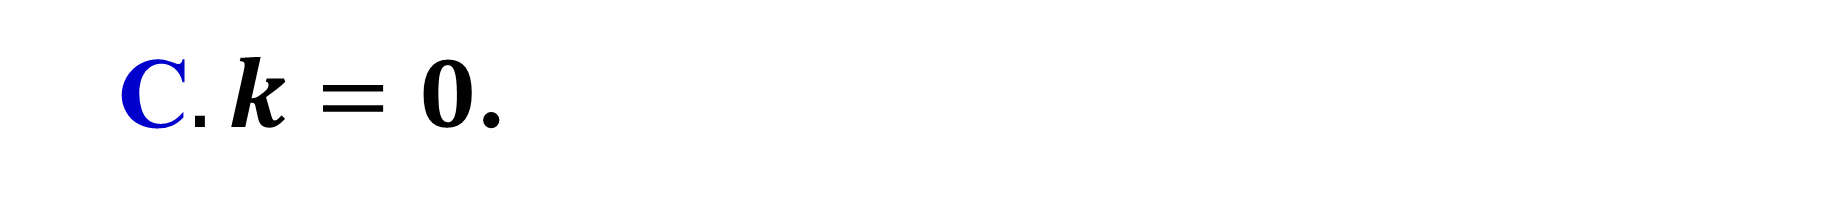 C. k = 0.